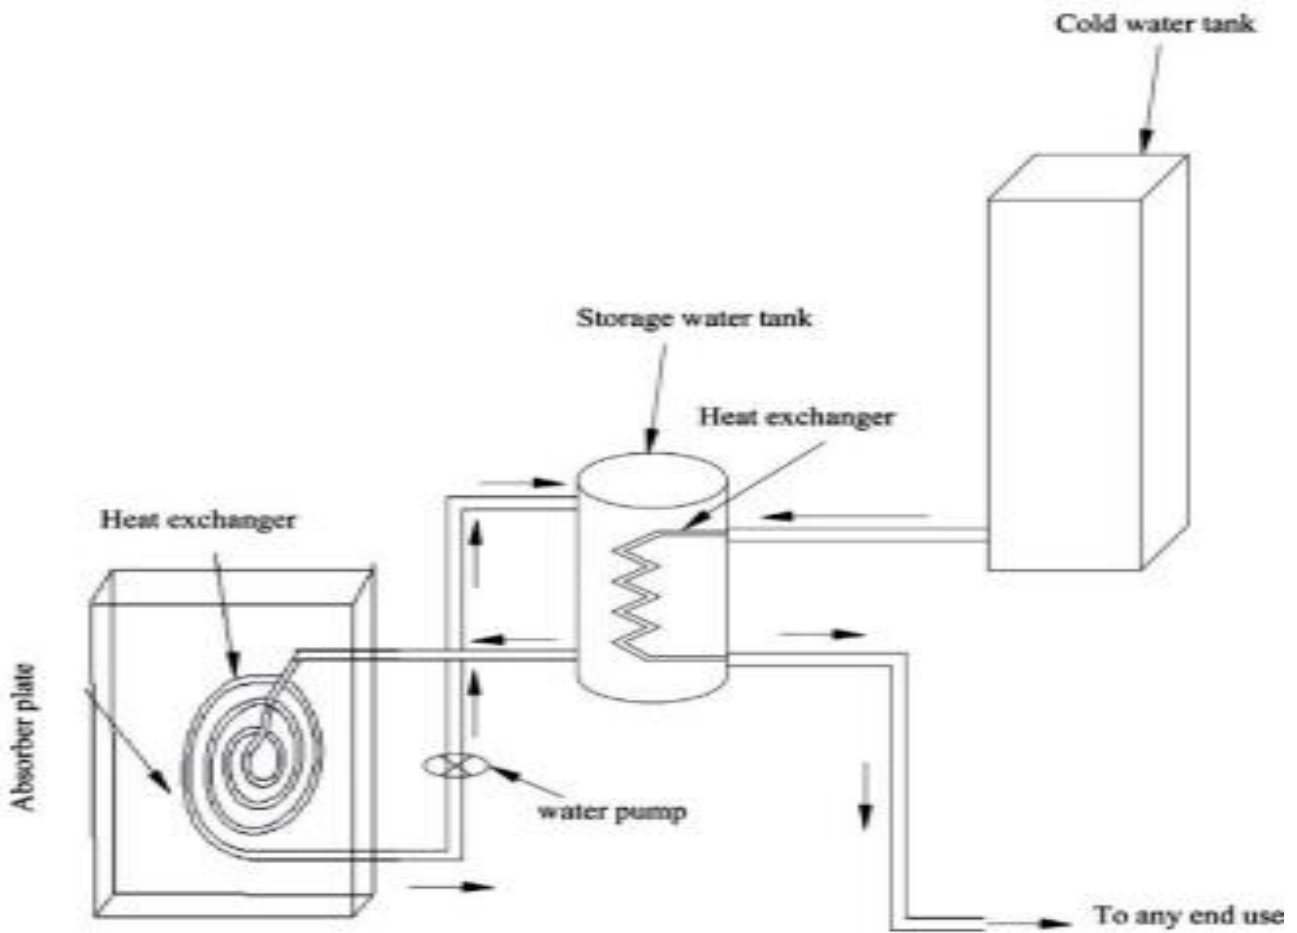 Cold water tank
Storage water tank
Heat exchanger
Heat exchanger
Absorber plate
water pump
To any end use